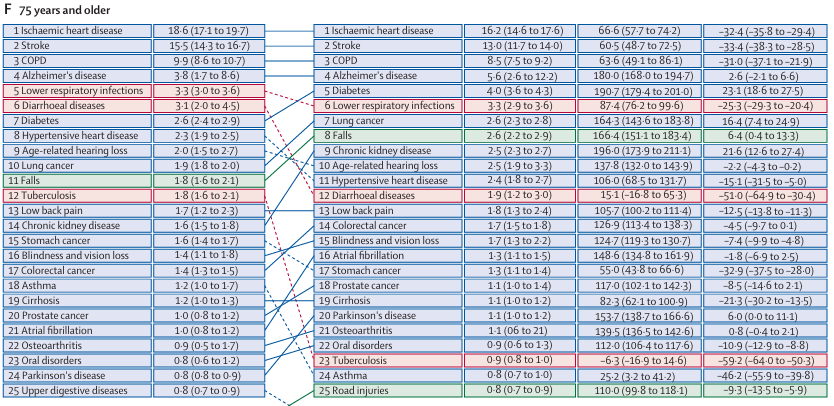 F 75 years and older
1 Ischaemic heart disease 18·6 (17·1 to 19·7) 1 Ischaemic heart disease 16·2 (14·6 to 17·6) 66·6 (57·7 to 74·2) −32·4 (−35·8 to −29·4)
2 Stroke 15·5 (14·3 to 16·7) 2 Stroke 13·0 (11·7 to 14·0) 60·5 (48·7 to 72·5) −33·4 (−38·3 to −28·5)
3 COPD 9·9 (8·6 to 10·7) 3 COPD 8·5 (7·5 to 9·2) 63·6 (49·1 to 86·1) −31·0 (−37·1 to −21·9)
4 Alzheimer's disease 3·8 (1·7 to 8·6) 4 Alzheimer's disease 5·6 (2·6 to 12·2) 180·0 (168·0 to 194·7) 2·6 (−2·1 to 6·6)
5 Lower respiratory infections 3·3 (3·0 to 3·6) 5 Diabetes 4·0 (3·6 to 4·3) 190·7 (179·4 to 201·0) 23·1 (18·6 to 27·5)
6 Diarrhoeal diseases 3·1 (2·0 to 4·5) 6 Lower respiratory infections 3·3 (2·9 to 3·6) 87·4 (76·2 to 99·6) −25·3 (−29·3 to −20·4)
7 Diabetes 2·6 (2·4 to 2·9) 7 Lung cancer 2·6 (2·3 to 2·8) 164·3 (143·6 to 183·8) 16·4 (7·4 to 24·9)
8 Hypertensive heart disease 2·3 (1·9 to 2·5) 8 Falls 2·6 (2·2 to 2·9) 166·4 (151·1 to 183·4) 6·4 (0·4 to 13·3)
9 Age-related hearing loss 2·0 (1·5 to 2·7) 9 Chronic kidney disease 2·5 (2·3 to 2·7) 196·0 (173·9 to 211·1) 21·6 (12·6 to 27·4)
10 Lung cancer 1·9 (1·8 to 2·0) 10 Age-related hearing loss 2·5 (1·9 to 3·3) 137·8 (132·0 to 143·9) −2·2 (−4·3 to −0·2)
11 Falls 1·8 (1·6 to 2·1) 11 Hypertensive heart disease 2·4 (1·8 to 2·7) 106·0 (68·5 to 131·7) −15·1 (−31·5 to −5·0)
12 Tuberculosis 1·8 (1·6 to 2·1) 12 Diarrhoeal diseases 1·9 (1·2 to 3·0) 15·1 (−16·8 to 65·3) −51·0 (−64·9 to −30·4)
13 Low back pain 1·7 (1·2 to 2·3) 13 Low back pain 1·8 (1·3 to 2·4) 105·7 (100·2 to 111·4) −12·5 (−13·8 to −11·3)
14 Chronic kidney disease 1·6 (1·5 to 1·8) 14 Colorectal cancer 1·7 (1·5 to 1·8) 126·9 (113·4 to 138·3) −4·5 (−9·7 to 0·1)
15 Stomach cancer 1·6 (1·4 to 1·7) 15 Blindness and vision loss 1·7 (1·3 to 2·2) 124·7 (119·3 to 130·7) −7·4 (−9·9 to −4·8)
16 Blindness and vision loss 1·4 (1·1 to 1·8) 16 Atrial fibrillation 1·3 (1·1 to 1·5) 148·6 (134·8 to 161·9) −1·8 (−6·9 to 2·5)
17 Colorectal cancer 1·4 (1·3 to 1·5) 17 Stomach cancer 1·3 (1·1 to 1·4) 55·0 (43·8 to 66·6) −32·9 (−37·5 to −28·0)
18 Asthma 1·2 (1·0 to 1·7) 18 Prostate cancer 1·1 (1·0 to 1·4) 117·0 (102·1 to 142·3) −8·5 (−14·6 to 2·1)
19 Cirrhosis 1·2 (1·0 to 1·3) 19 Cirrhosis 1·1 (1·0 to 1·2) 82·3 (62·1 to 100·9) −21·3 (−30·2 to −13·5)
20 Prostate cancer 1·0 (0·8 to 1·2) 20 Parkinson's disease 1·1 (1·0 to 1·2) 153·7 (138·7 to 166·6) 6·0 (0·0 to 11·1)
21 Atrial fibrillation 1·0 (0·8 to 1·2) 21 Osteoarthritis 1·1 (06 to 21) 139·5 (136·5 to 142·6) 0·8 (−0·4 to 2·1)
22 Osteoarthritis 0·9 (0·5 to 1·7) 22 Oral disorders 0·9 (0·6 to 1·3) 112·0 (106·4 to 117·6) −10·9 (−12·9 to −8·8)
23 Oral disorders 0·8 (0·6 to 1·2) 23 Tuberculosis 0·9 (0·8 to 1·0) −6·3 (−16·9 to 14·6) −59·2 (−64·0 to −50·3)
24 Parkinson's disease 0·8 (0·8 to 0·9) 24 Asthma 0·8 (0·7 to 1·0) 25·2 (3·2 to 41·2) −46·2 (−55·9 to −39·8)
25 Upper digestive diseases 0·8 (0·7 to 0·9) 25 Road injuries 0·8 (0·7 to 0·9) 110·0 (99·8 to 118·1) −9·3 (−13·5 to −5·9)